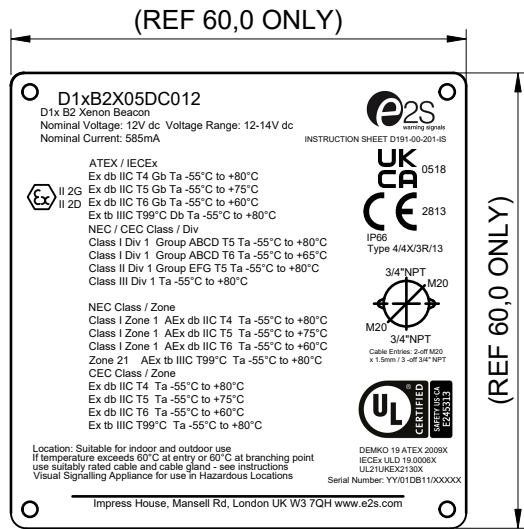 (REF 60,0 ONLY)
D1xB2X05DC012
D1x B2 Xenon Beacon
Nominal Voltage: 12V dc Voltage Range: 12-14V dc
Nominal Current: 585mA
e2S
warning signals
INSTRUCTION SHEET D191-00-201-IS
ATEX / IECEx
Ex db IIC T4 Gb Ta -55°C to +80°C
Ex db IIC T5 Gb Ta -55°C to +75°C
Ex db IIC T6 Gb Ta -55°C to +60°C
Ex tb IIIC T99°C Db Ta -55°C to +80°C
Ex
II 2G
II 2D
NEC / CEC Class / Div
Class I Div 1 Group ABCD T5 Ta -55°C to +80°C
Class I Div 1 Group ABCD T6 Ta -55°C to +65°C
Class II Div 1 Group EFG T5 Ta -55°C to +80°C
Class III Div 1 Ta -55°C to +80°C
NEC Class / Zone
Class I Zone 1 AEx db IIC T4 Ta -55°C to +80°C
Class I Zone 1 AEx db IIC T5 Ta -55°C to +75°C
Class I Zone 1 AEx db IIC T6 Ta -55°C to +60°C
Zone 21 AEx tb IIIC T99°C Ta -55°C to +80°C
CEC Class / Zone
Ex db IIC T4 Ta -55°C to +80°C
Ex db IIC T5 Ta -55°C to +75°C
Ex db IIC T6 Ta -55°C to +60°C
Ex tb IIIC T99°C Ta -55°C to +80°C
UK
CA
0518
CE
2813
IP66
Type 4/4X/3R/13
3/4"NPT
M20
M20
3/4"NPT
Cable Entries: 2-off M20
x 1.5mm / 3 -off 3/4" NPT
UL
CERTIFIED
SAFETY US-CA
E245313
DEMKO 19 ATEX 2009X
IECEx ULD 19.0006X
UL21UKEX2130X
Serial Number: YY/01DB11/XXXXX
Location: Suitable for indoor and outdoor use
If temperature exceeds 60°C at entry or 60°C at branching point
use suitably rated cable and cable gland - see instructions
Visual Signalling Appliance for use in Hazardous Locations
Impress House, Mansell Rd, London UK W3 7QH www.e2s.com
(REF 60,0 ONLY)